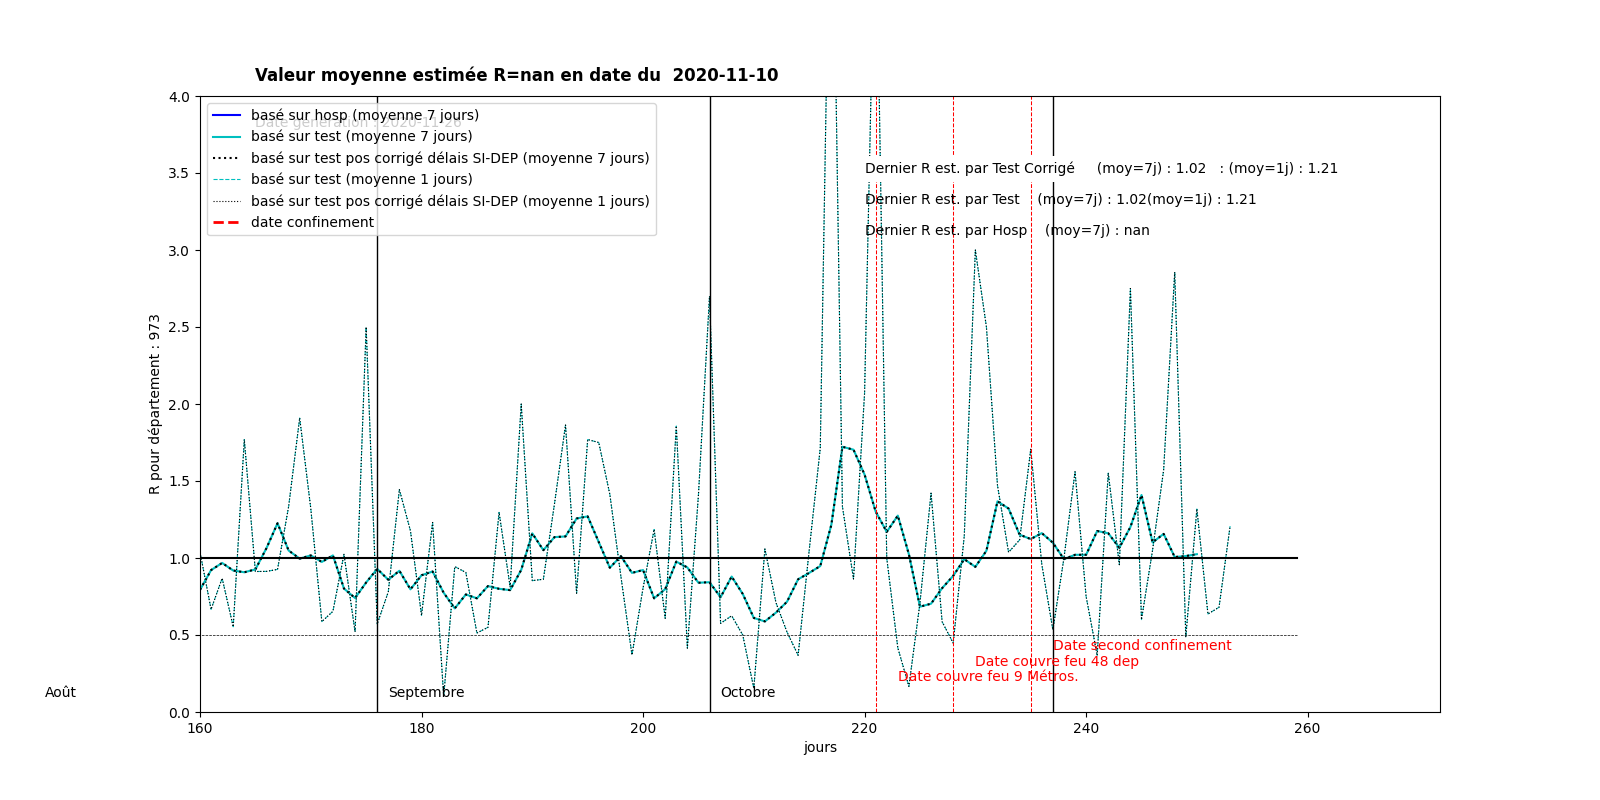 Valeur moyenne estimée R=nan en date du  2020-11-10
4.0
3.5
3.0
2.5
2.0
1.5
1.0
0.5
0.0
R pour département : 973
basé sur hosp (moyenne 7 jours)
Date génération : 2020-11-26
basé sur test (moyenne 7 jours)
basé sur test pos corrigé délais SI-DEP (moyenne 7 jours)
basé sur test (moyenne 1 jours)
basé sur test pos corrigé délais SI-DEP (moyenne 1 jours)
date confinement
Dernier R est. par Test Corrigé     (moy=7j) : 1.02   : (moy=1j) : 1.21
Dernier R est. par Test    (moy=7j) : 1.02(moy=1j) : 1.21
Dernier R est. par Hosp    (moy=7j) : nan
Date second confinement
Date couvre feu 48 dep
Date couvre feu 9 Métros.
Août
Septembre
Octobre
160 180 200 220 240 260
jours